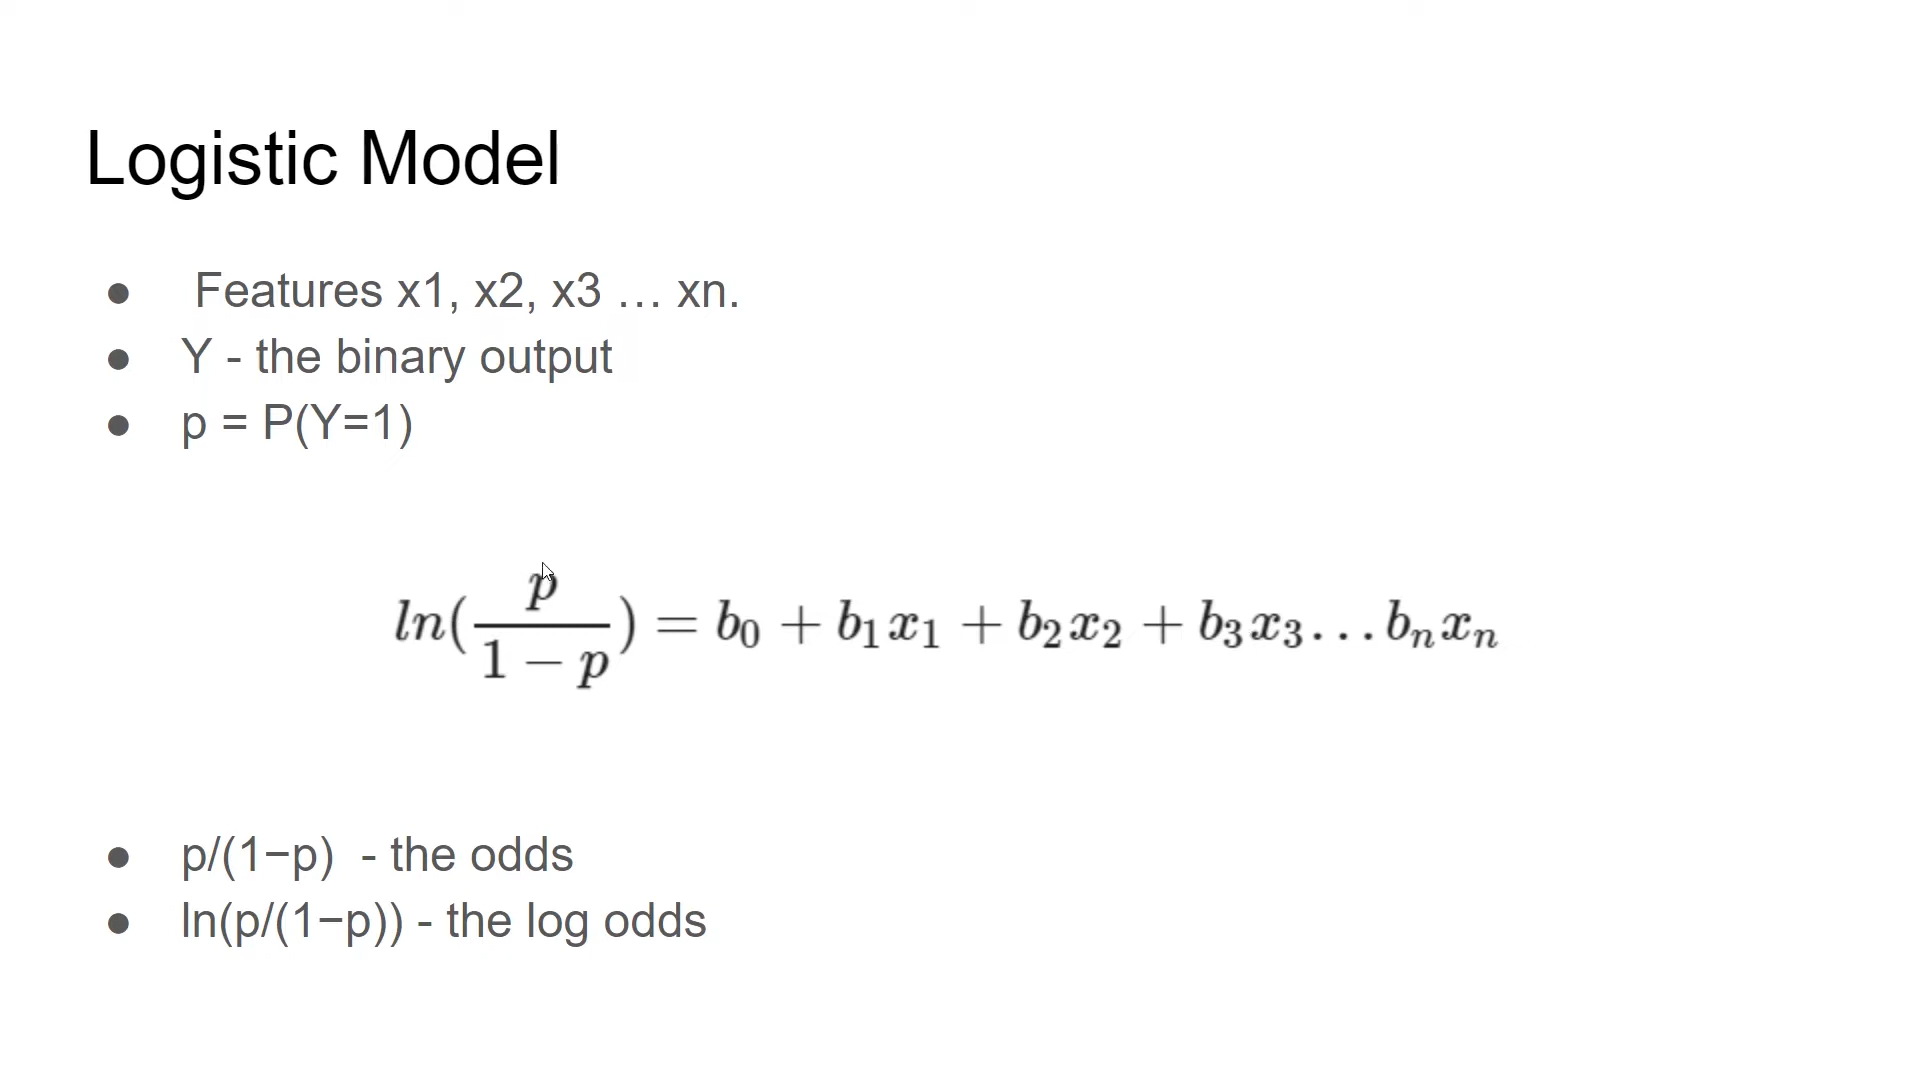 Logistic Model
● Features x1, x2, x3 … xn.
● Y - the binary output
● p = P(Y=1)
ln(p/(1 − p)) = b₀ + b₁x₁ + b₂x₂ + b₃x₃...bₙxₙ
● p/(1−p) - the odds
● ln(p/(1−p)) - the log odds